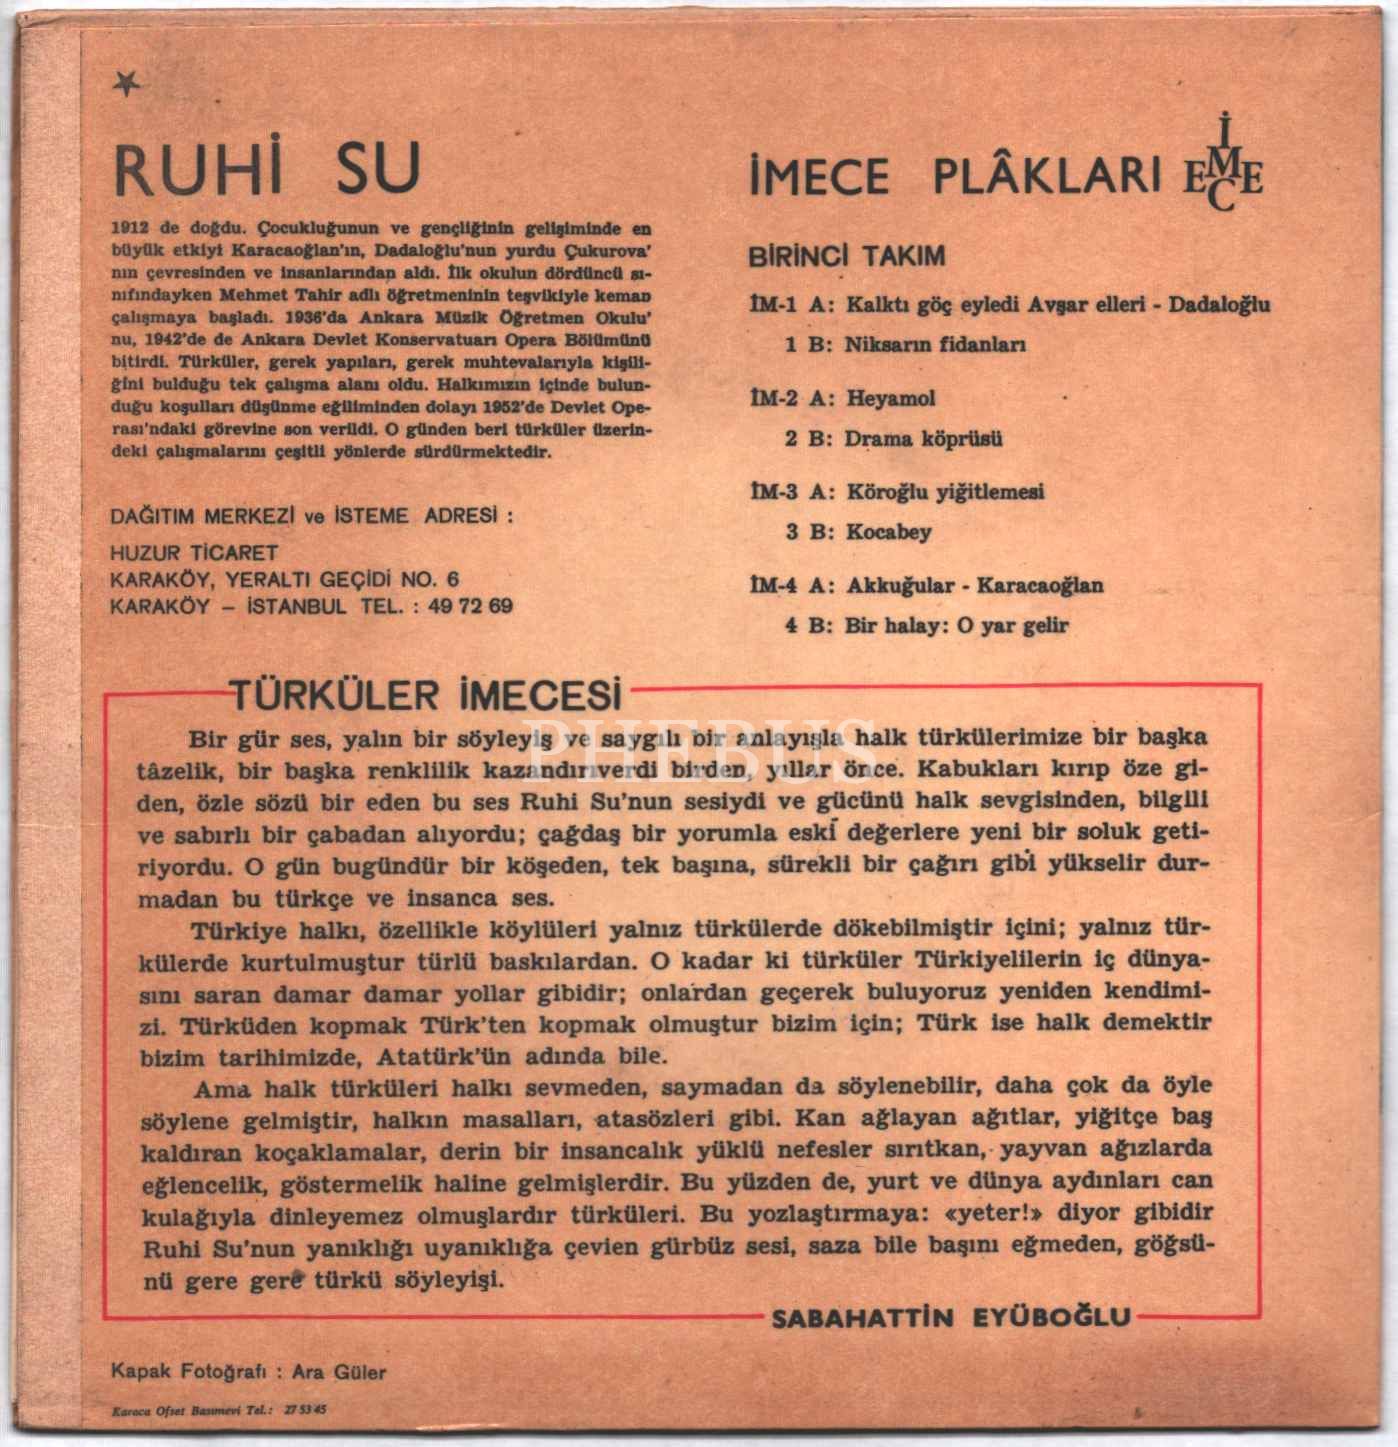 RUHİ SU
1912 de doğdu. Çocukluğunun ve gençliğinin gelişiminde en
büyük etkiyi Karacaoğlan'ın, Dadaloğlu'nun yurdu Çukurova'
nın çevresinden ve insanlarından aldı. İlk okulun dördüncü sı-
nıfındayken Mehmet Tahir adlı öğretmeninin teşvikiyle keman
çalışmaya başladı. 1936'da Ankara Müzik Öğretmen Okulu'
nu, 1942'de de Ankara Devlet Konservatuarı Opera Bölümünü
bitirdi. Türküler, gerek yapıları, gerek muhtevalarıyla kişili-
ğini bulduğu tek çalışma alanı oldu. Halkımızın içinde bulun-
duğu koşulları düşünme eğiliminden dolayı 1952'de Devlet Ope-
rası'ndaki görevine son verildi. O günden beri türküler üzerin-
deki çalışmalarını çeşitli yönlerde sürdürmektedir.
DAĞITIM MERKEZİ ve İSTEME ADRESİ :
HUZUR TİCARET
KARAKÖY, YERALTI GEÇİDİ NO. 6
KARAKÖY – İSTANBUL TEL. : 49 72 69
İMECE PLÂKLARI İMECE
BİRİNCİ TAKIM
İM-1 A: Kalktı göç eyledi Avşar elleri - Dadaloğlu
1 B: Niksarın fidanları
İM-2 A: Heyamol
2 B: Drama köprüsü
İM-3 A: Köroğlu yiğitlemesi
3 B: Kocabey
İM-4 A: Akkuğular - Karacaoğlan
4 B: Bir halay: O yar gelir
TÜRKÜLER İMECESİ
PHEBUS
Bir gür ses, yalın bir söyleyiş ve saygılı bir anlayışla halk türkülerimize bir başka
tâzelik, bir başka renklilik kazandırıverdi birden, yıllar önce. Kabukları kırıp öze gi-
den, özle sözü bir eden bu ses Ruhi Su'nun sesiydi ve gücünü halk sevgisinden, bilgili
ve sabırlı bir çabadan alıyordu; çağdaş bir yorumla eski değerlere yeni bir soluk geti-
riyordu. O gün bugündür bir köşeden, tek başına, sürekli bir çağırı gibi yükselir dur-
madan bu türkçe ve insanca ses.
Türkiye halkı, özellikle köylüleri yalnız türkülerde dökebilmiştir içini; yalnız tür-
külerde kurtulmuştur türlü baskılardan. O kadar ki türküler Türkiyelilerin iç dünya-
sını saran damar damar yollar gibidir; onlardan geçerek buluyoruz yeniden kendimi-
zi. Türküden kopmak Türk'ten kopmak olmuştur bizim için; Türk ise halk demektir
bizim tarihimizde, Atatürk'ün adında bile.
Ama halk türküleri halkı sevmeden, saymadan da söylenebilir, daha çok da öyle
söylene gelmiştir, halkın masalları, atasözleri gibi. Kan ağlayan ağıtlar, yiğitçe baş
kaldıran koçaklamalar, derin bir insancalık yüklü nefesler sırıtkan, yayvan ağızlarda
eğlencelik, göstermelik haline gelmişlerdir. Bu yüzden de, yurt ve dünya aydınları can
kulağıyla dinleyemez olmuşlardır türküleri. Bu yozlaştırmaya: «yeter!» diyor gibidir
Ruhi Su'nun yanıklığı uyanıklığa çevien gürbüz sesi, saza bile başını eğmeden, göğsü-
nü gere gere türkü söyleyişi.
SABAHATTİN EYÜBOĞLU
Kapak Fotoğrafı : Ara Güler
Karaca Ofset Basımevi Tel.: 27 53 45